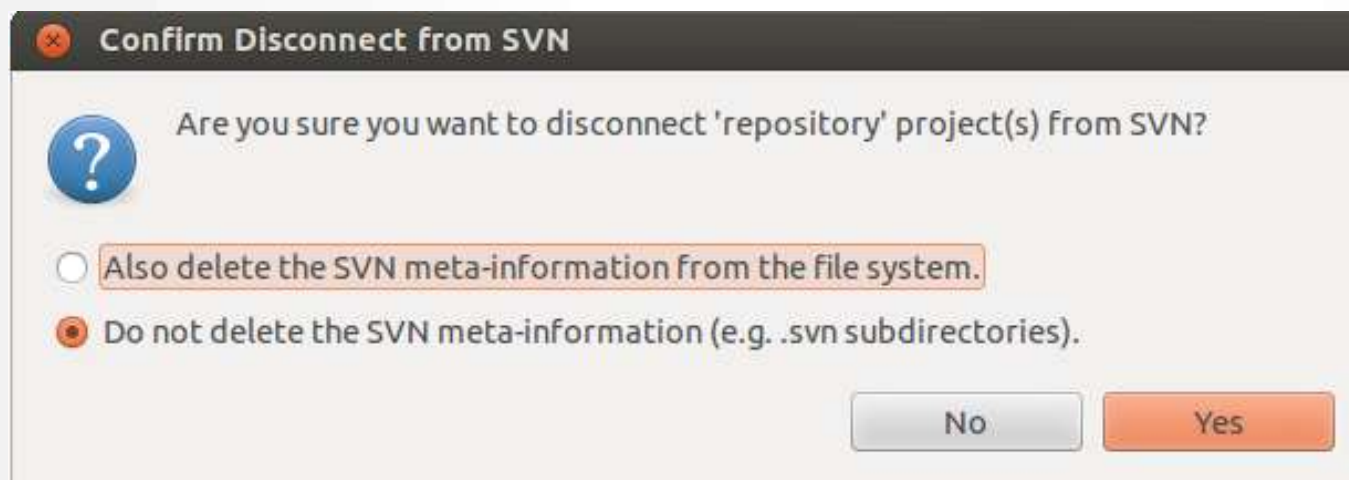 Confirm Disconnect from SVN
Are you sure you want to disconnect 'repository' project(s) from SVN?
Also delete the SVN meta-information from the file system.
Do not delete the SVN meta-information (e.g. .svn subdirectories).
No
Yes